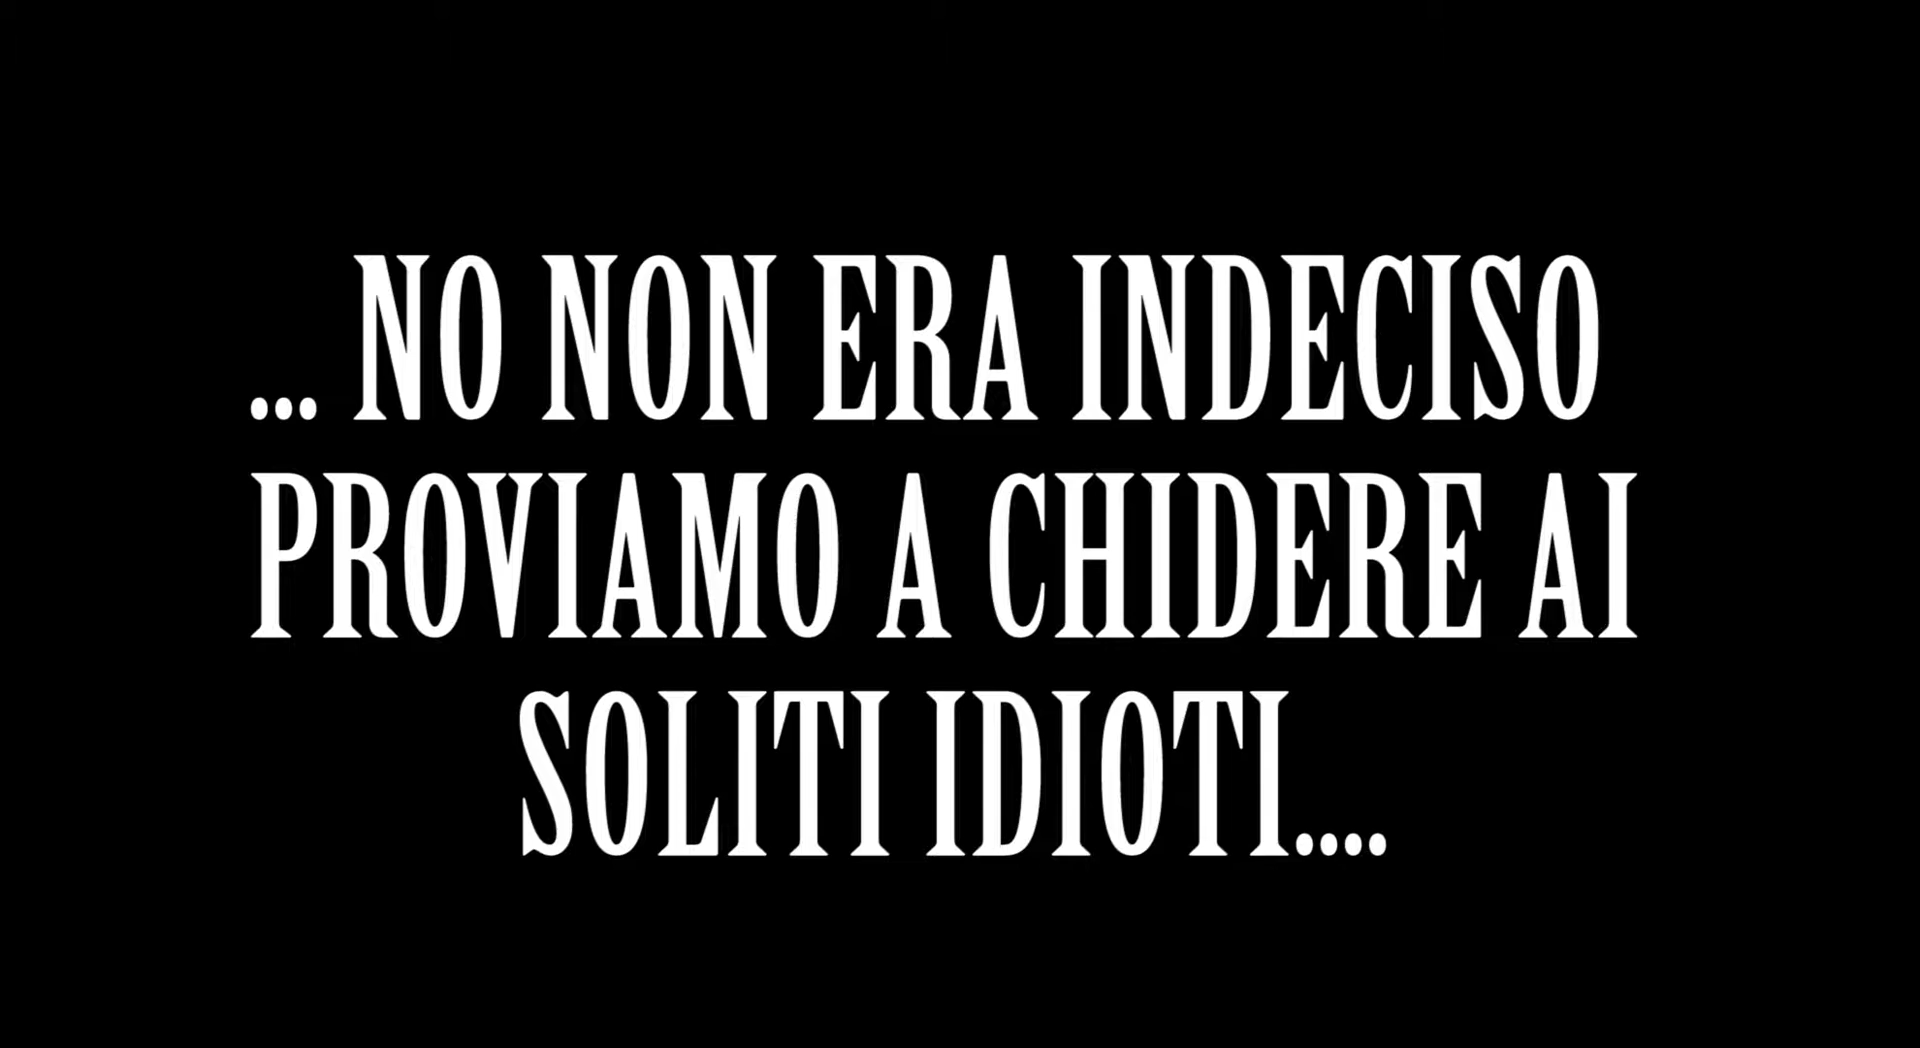 ... NO NON ERA INDECISO
PROVIAMO A CHIDERE AI
SOLITI IDIOTI....